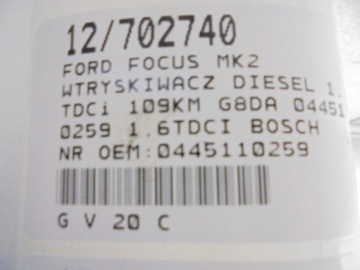 12/702740
FORD FOCUS MK2
WTRYSKIWACZ DIESEL 1.
TDCi 109KM G8DA 04451
0259 1.6TDCI BOSCH
NR OEM:0445110259
G V 20 C